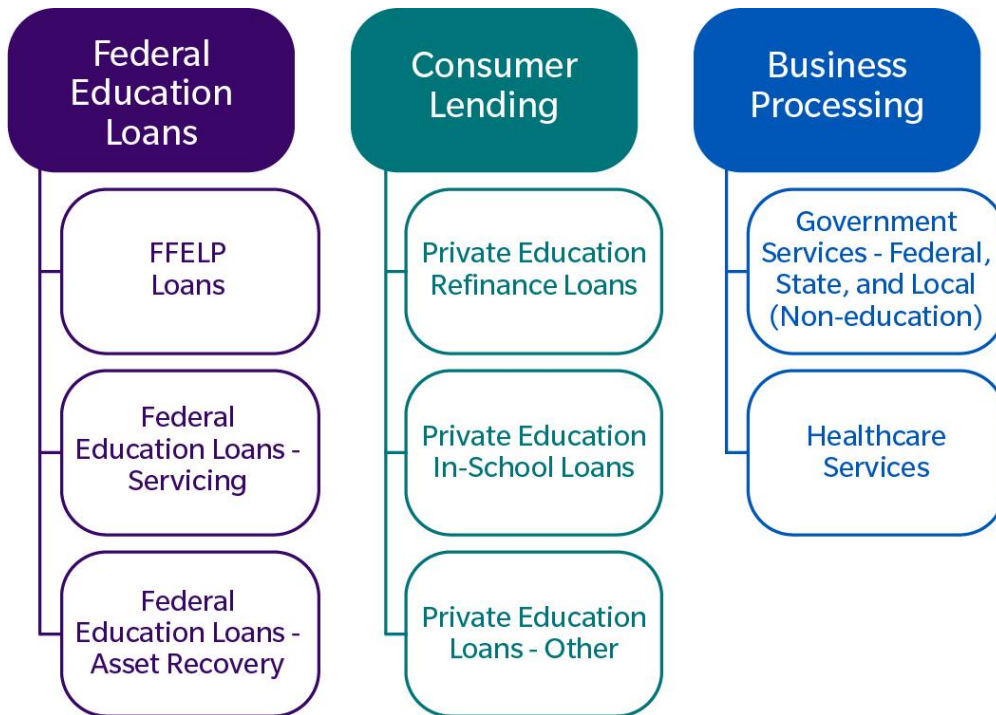 Federal
Education
Loans
FFELP
Loans
Federal
Education Loans -
Servicing
Federal
Education Loans -
Asset Recovery
Consumer
Lending
Private Education
Refinance Loans
Private Education
In-School Loans
Private Education
Loans - Other
Business
Processing
Government
Services - Federal,
State, and Local
(Non-education)
Healthcare
Services